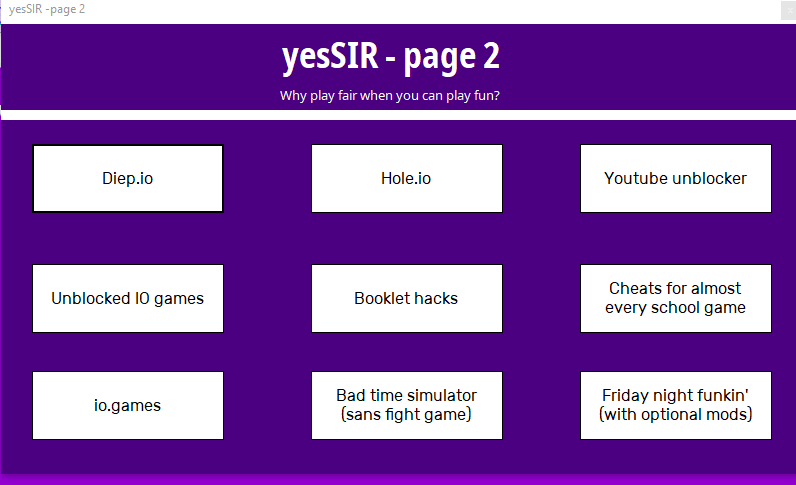 yesSIR -page 2
yesSIR - page 2
Why play fair when you can play fun?
Diep.io
Hole.io
Youtube unblocker
Unblocked IO games
Booklet hacks
Cheats for almost
every school game
io.games
Bad time simulator
(sans fight game)
Friday night funkin'
(with optional mods)